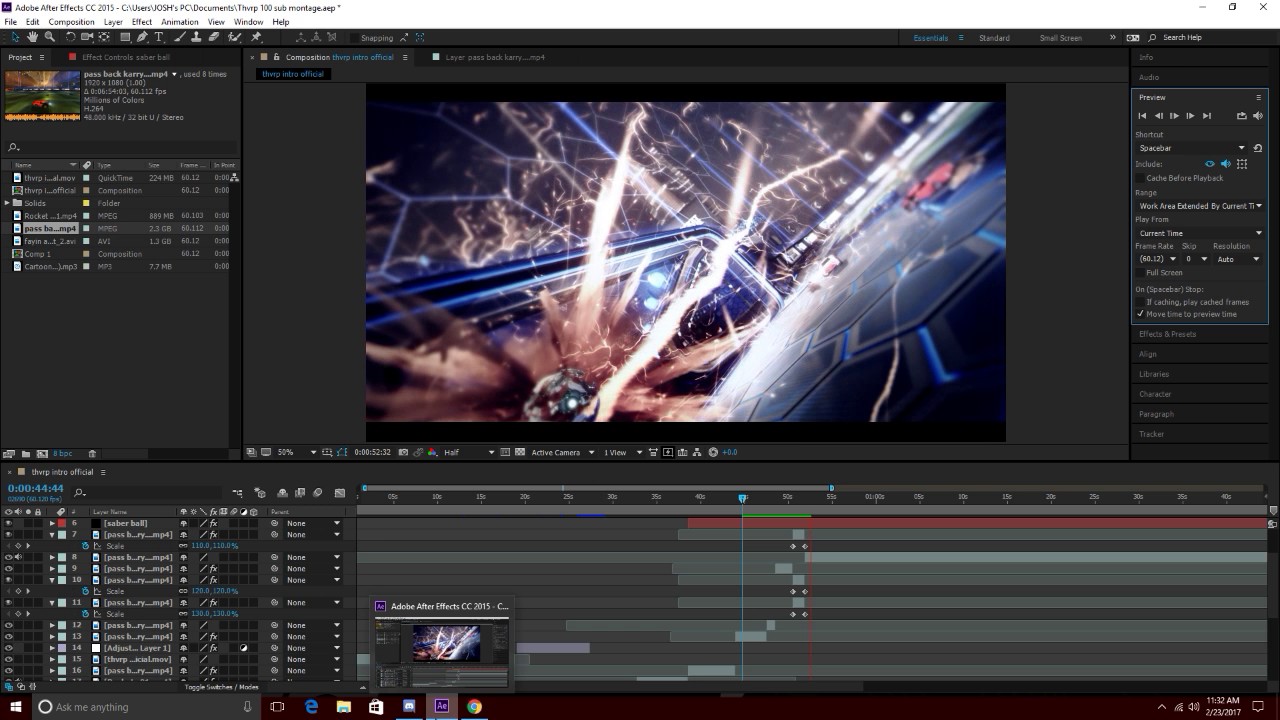 Adobe After Effects CC 2015 - C:\Users\JOSH's PC\Documents\Thvrp 100 sub montage.aep *
File Edit Composition Layer Effect Animation View Window Help
Snapping
Essentials Standard Small Screen Search Help
Project Effect Controls saber ball
pass back karry....mp4 , used 8 times
1920 x 1080 (1.00)
Δ 0:06:54:03, 60.112 fps
Millions of Colors
H.264
48.000 kHz / 32 bit U / Stereo
Name Type Size Frame ... In Point
thvrp i...al.mov QuickTime 224 MB 60.12 0:00
thvrp i...official Composition 60.12 0:00
Solids Folder
Rocket ...1.mp4 MPEG 889 MB 60.103 0:00
pass ba...mp4 MPEG 2.3 GB 60.112 0:00
fayin a...t_2.avi AVI 1.3 GB 60.12 0:00
Comp 1 Composition 60.12 0:00
Cartoon...).mp3 MP3 7.7 MB 0:00
8 bpc
Composition thvrp intro official
Layer pass back karry....mp4
thvrp intro official
50% 0:00:52:32 Half Active Camera 1 View +0.0
Info
Audio
Preview
Shortcut
Spacebar
Include:
Cache Before Playback
Range
Work Area Extended By Current Ti
Play From
Current Time
Frame Rate Skip Resolution
(60.12) 0 Auto
Full Screen
On (Spacebar) Stop:
If caching, play cached frames
Move time to preview time
Effects & Presets
Align
Libraries
Character
Paragraph
Tracker
thvrp intro official
0:00:44:44
02690 (60.120 fps)
05s 10s 15s 20s 25s 30s 35s 40s 45s 50s 55s 01:00s 05s 10s 15s 20s 25s 30s 35s 40s
# Layer Name Parent
6 [saber ball] None
7 [pass b...ry....mp4] None
Scale 110.0,110.0%
8 [pass b...ry....mp4] None
9 [pass b...ry....mp4] None
10 [pass b...ry....mp4] None
Scale 120.0,120.0%
11 [pass b...ry....mp4] None
Scale 130.0,130.0%
12 [pass b...ry....mp4] None
13 [pass b...ry....mp4] None
14 [Adjust... Layer 1] None
15 [thvrp ...icial.mov] None
16 [pass b...ry....mp4] None
Toggle Switches / Modes
Adobe After Effects CC 2015 - C...
Ask me anything
11:32 AM
2/23/2017